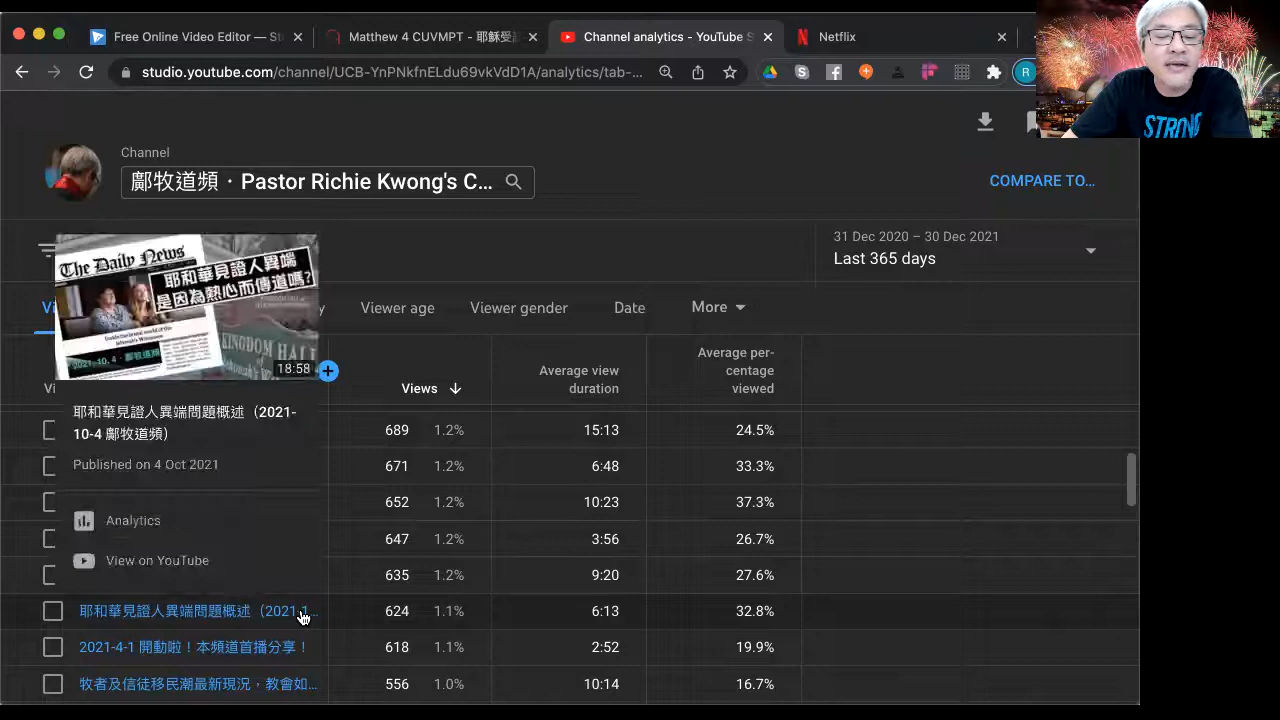 Free Online Video Editor — St
Matthew 4 CUVMPT - 耶穌受試
Channel analytics - YouTube S
Netflix
studio.youtube.com/channel/UCB-YnPNkfnELdu69vkVdD1A/analytics/tab-...
R
STRONG
Channel
鄺牧道頻 · Pastor Richie Kwong's C...
COMPARE TO...
31 Dec 2020 – 30 Dec 2021
Last 365 days
The Daily News
耶和華見證人異端
是因為熱心而傳道嗎?
KINGDOM HALL
2021・10・4・鄺牧道頻
18:58
Vi
y
Viewer age
Viewer gender
Date
More
Vi
Views
Average view
duration
Average per-
centage
viewed
耶和華見證人異端問題概述（2021-
10-4 鄺牧道頻）
Published on 4 Oct 2021
Analytics
View on YouTube
689 1.2% 15:13 24.5%
671 1.2% 6:48 33.3%
652 1.2% 10:23 37.3%
647 1.2% 3:56 26.7%
635 1.2% 9:20 27.6%
耶和華見證人異端問題概述（2021-1... 624 1.1% 6:13 32.8%
2021-4-1 開動啦！本頻道首播分享！ 618 1.1% 2:52 19.9%
牧者及信徒移民潮最新現況，教會如... 556 1.0% 10:14 16.7%